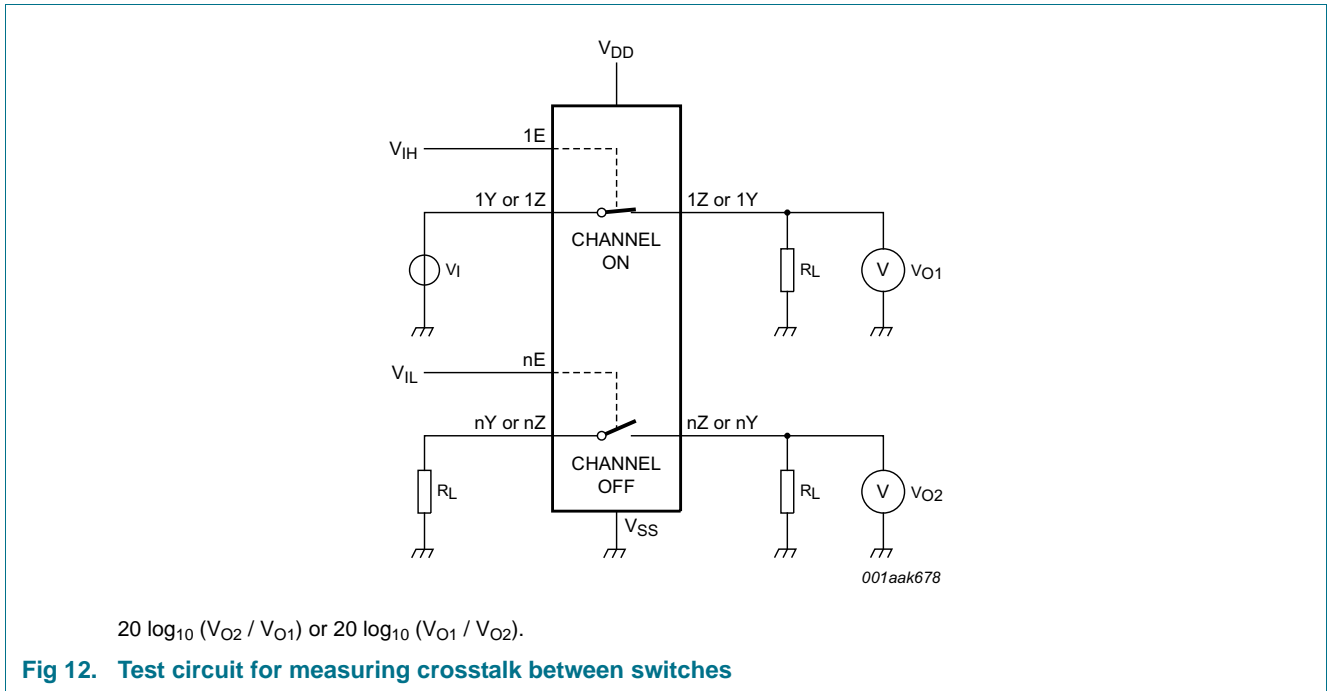 VDD
1E
VIH
1Y or 1Z
1Z or 1Y
CHANNEL
ON
VI
RL
V
VO1
nE
VIL
nY or nZ
nZ or nY
CHANNEL
OFF
RL
RL
V
VO2
VSS
001aak678
20 log10 (VO2 / VO1) or 20 log10 (VO1 / VO2).
Fig 12. Test circuit for measuring crosstalk between switches